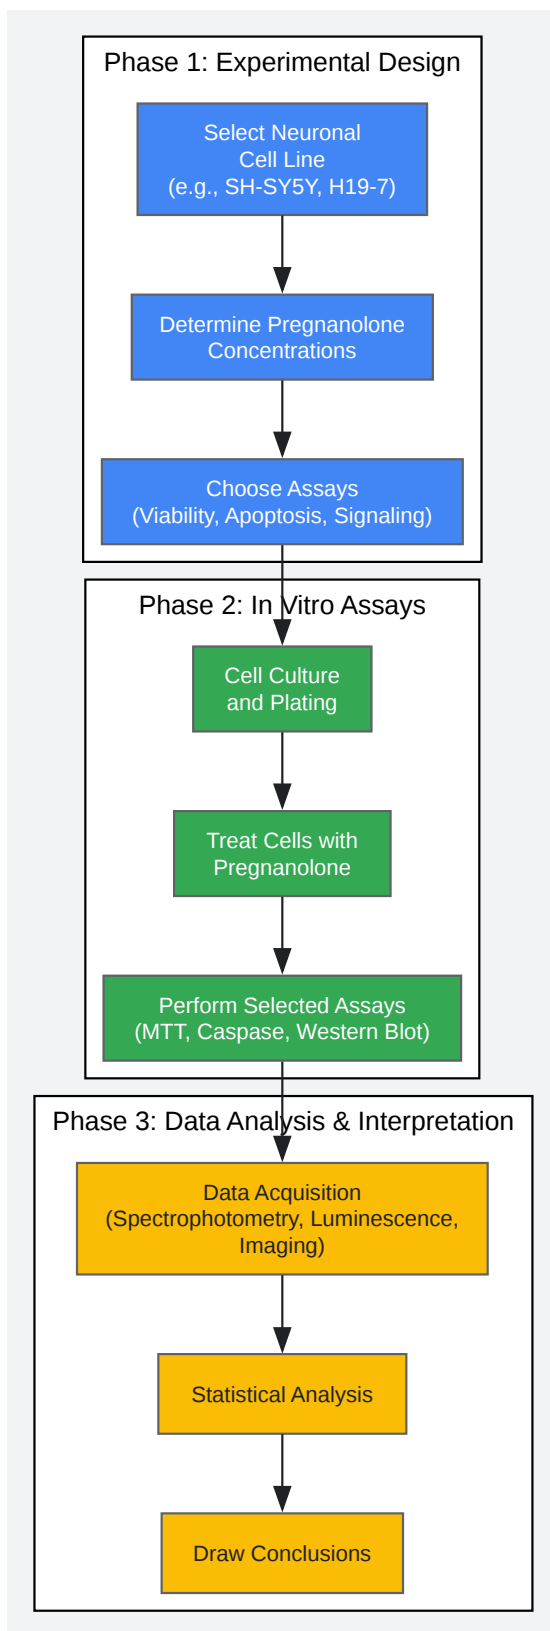 Phase 1: Experimental Design
Select Neuronal
Cell Line
(e.g., SH-SY5Y, H19-7)
Determine Pregnanolone
Concentrations
Choose Assays
(Viability, Apoptosis, Signaling)
Phase 2: In Vitro Assays
Cell Culture
and Plating
Treat Cells with
Pregnanolone
Perform Selected Assays
(MTT, Caspase, Western Blot)
Phase 3: Data Analysis & Interpretation
Data Acquisition
(Spectrophotometry, Luminescence,
Imaging)
Statistical Analysis
Draw Conclusions